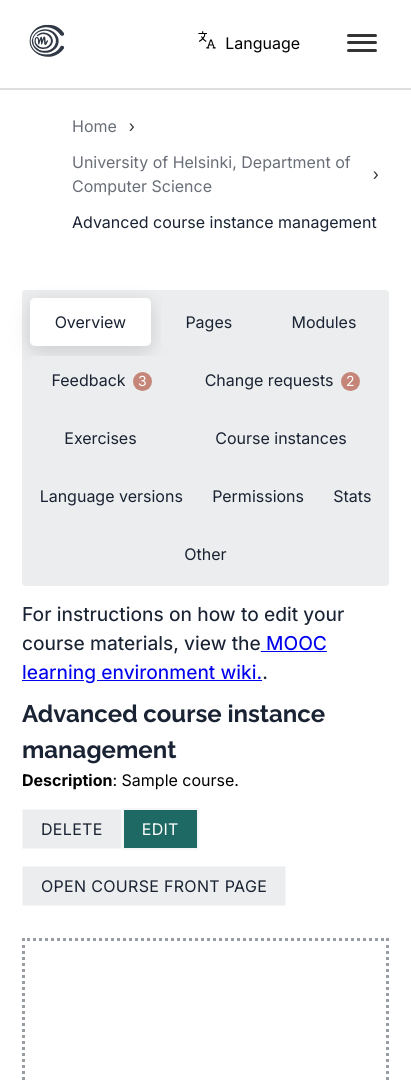 Language
Home ›
University of Helsinki, Department of
Computer Science ›
Advanced course instance management
Overview Pages Modules
Feedback 3 Change requests 2
Exercises Course instances
Language versions Permissions Stats
Other
For instructions on how to edit your
course materials, view the MOOC
learning environment wiki..
Advanced course instance
management
Description: Sample course.
DELETE EDIT
OPEN COURSE FRONT PAGE